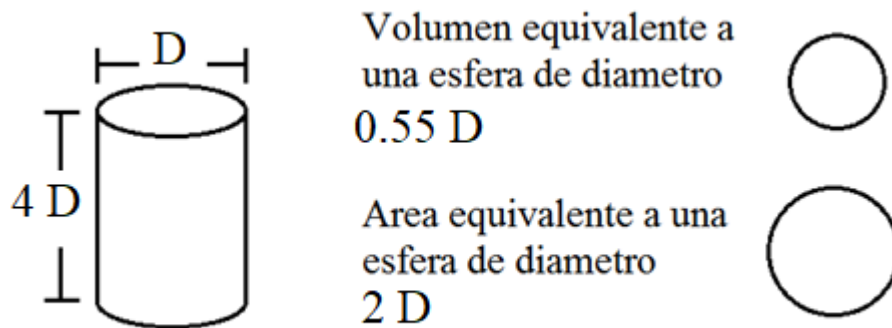 D
4 D
Volumen equivalente a
una esfera de diametro
0.55 D
Area equivalente a una
esfera de diametro
2 D